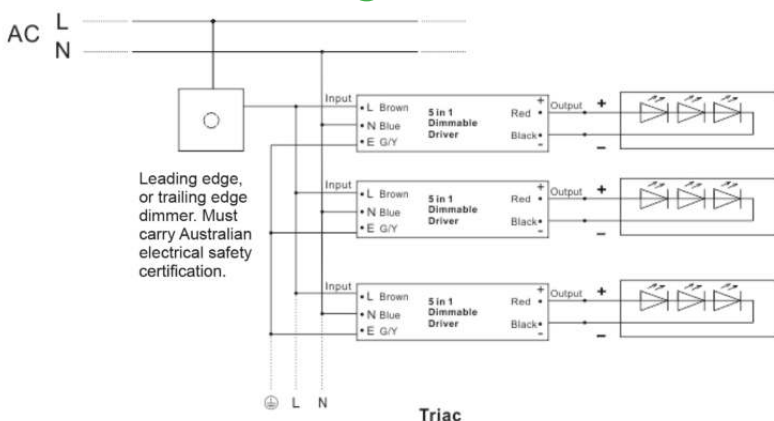 AC L
N
Input
• L Brown
• N Blue
• E G/Y
5 in 1
Dimmable
Driver
+
Red •
Black•
-
Output
+
-
Leading edge,
or trailing edge
dimmer. Must
carry Australian
electrical safety
certification.
Input
• L Brown
• N Blue
• E G/Y
5 in 1
Dimmable
Driver
+
Red •
Black•
-
Output
+
-
Input
• L Brown
• N Blue
• E G/Y
5 in 1
Dimmable
Driver
+
Red •
Black•
-
Output
+
-
L N
Triac